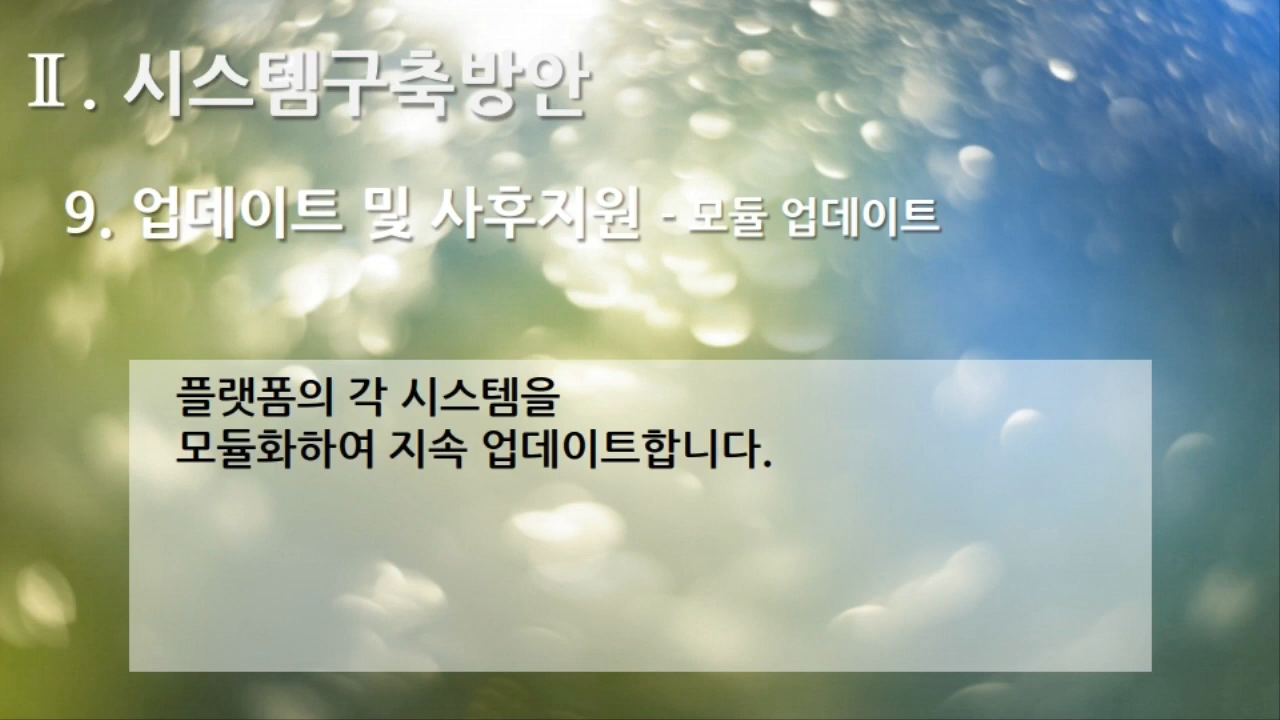 Ⅱ. 시스템구축방안
9. 업데이트 및 사후지원 - 모듈 업데이트
플랫폼의 각 시스템을
모듈화하여 지속 업데이트합니다.